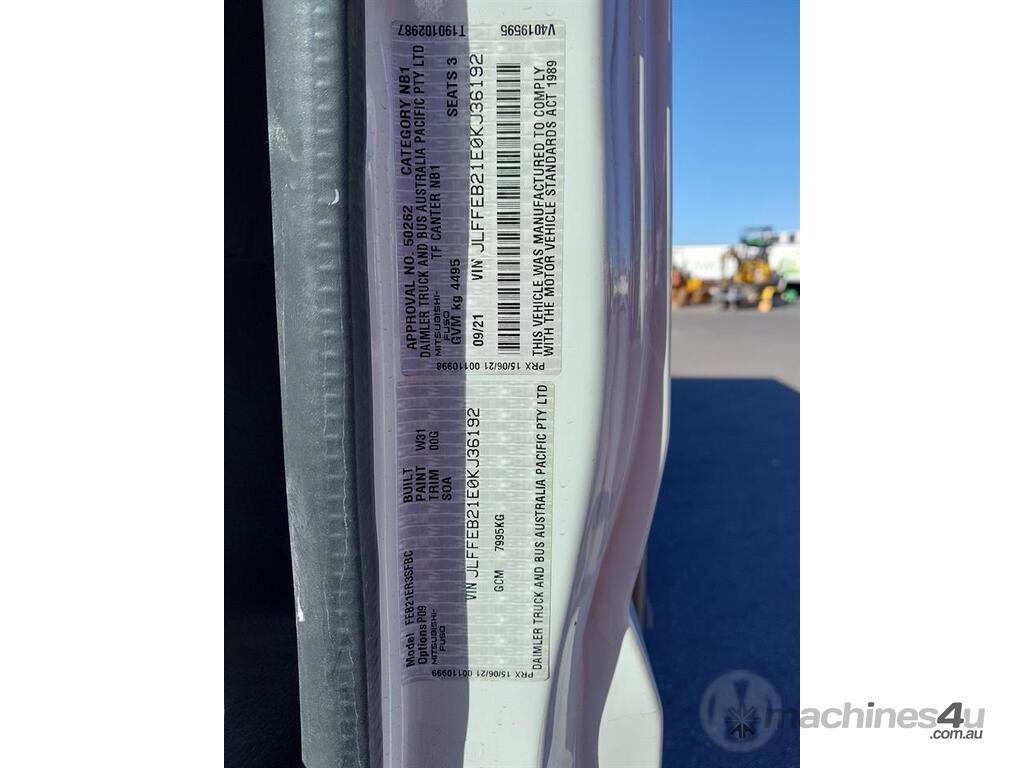 T190102987 V4019595
APPROVAL NO. 50262 CATEGORY NB1
DAIMLER TRUCK AND BUS AUSTRALIA PACIFIC PTY LTD
MITSUBISHI-FUSO TF CANTER NB1
GVM kg 4495 SEATS 3
09/21 VIN JLFFEB21E0KJ36192
THIS VEHICLE WAS MANUFACTURED TO COMPLY
WITH THE MOTOR VEHICLE STANDARDS ACT 1989
PRX 15/06/21 00110998
Model FEB21ER3SFBC BUILT
Options P09 PAINT W31
MITSUBISHI-FUSO TRIM 00G
SOA
VIN JLFFEB21E0KJ36192
GCM 7995KG
DAIMLER TRUCK AND BUS AUSTRALIA PACIFIC PTY LTD
PRX 15/06/21 00110999
machines4u
.com.au